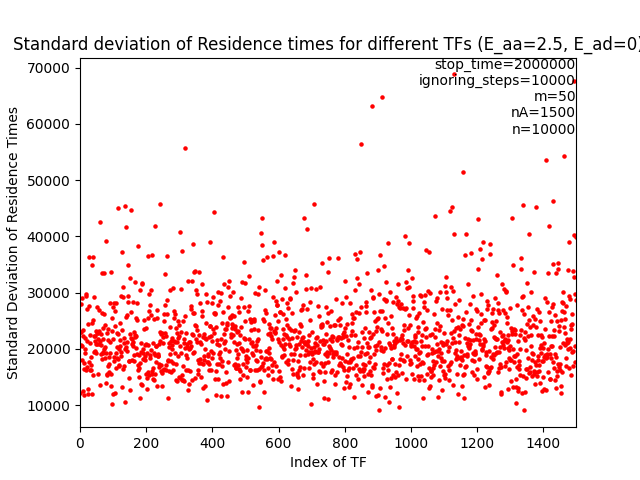 Standard deviation of Residence times for different TFs (E_aa=2.5, E_ad=0)
stop_time=2000000
ignoring_steps=10000
m=50
nA=1500
n=10000
Standard Deviation of Residence Times
70000
60000
50000
40000
30000
20000
10000
0 200 400 600 800 1000 1200 1400
Index of TF